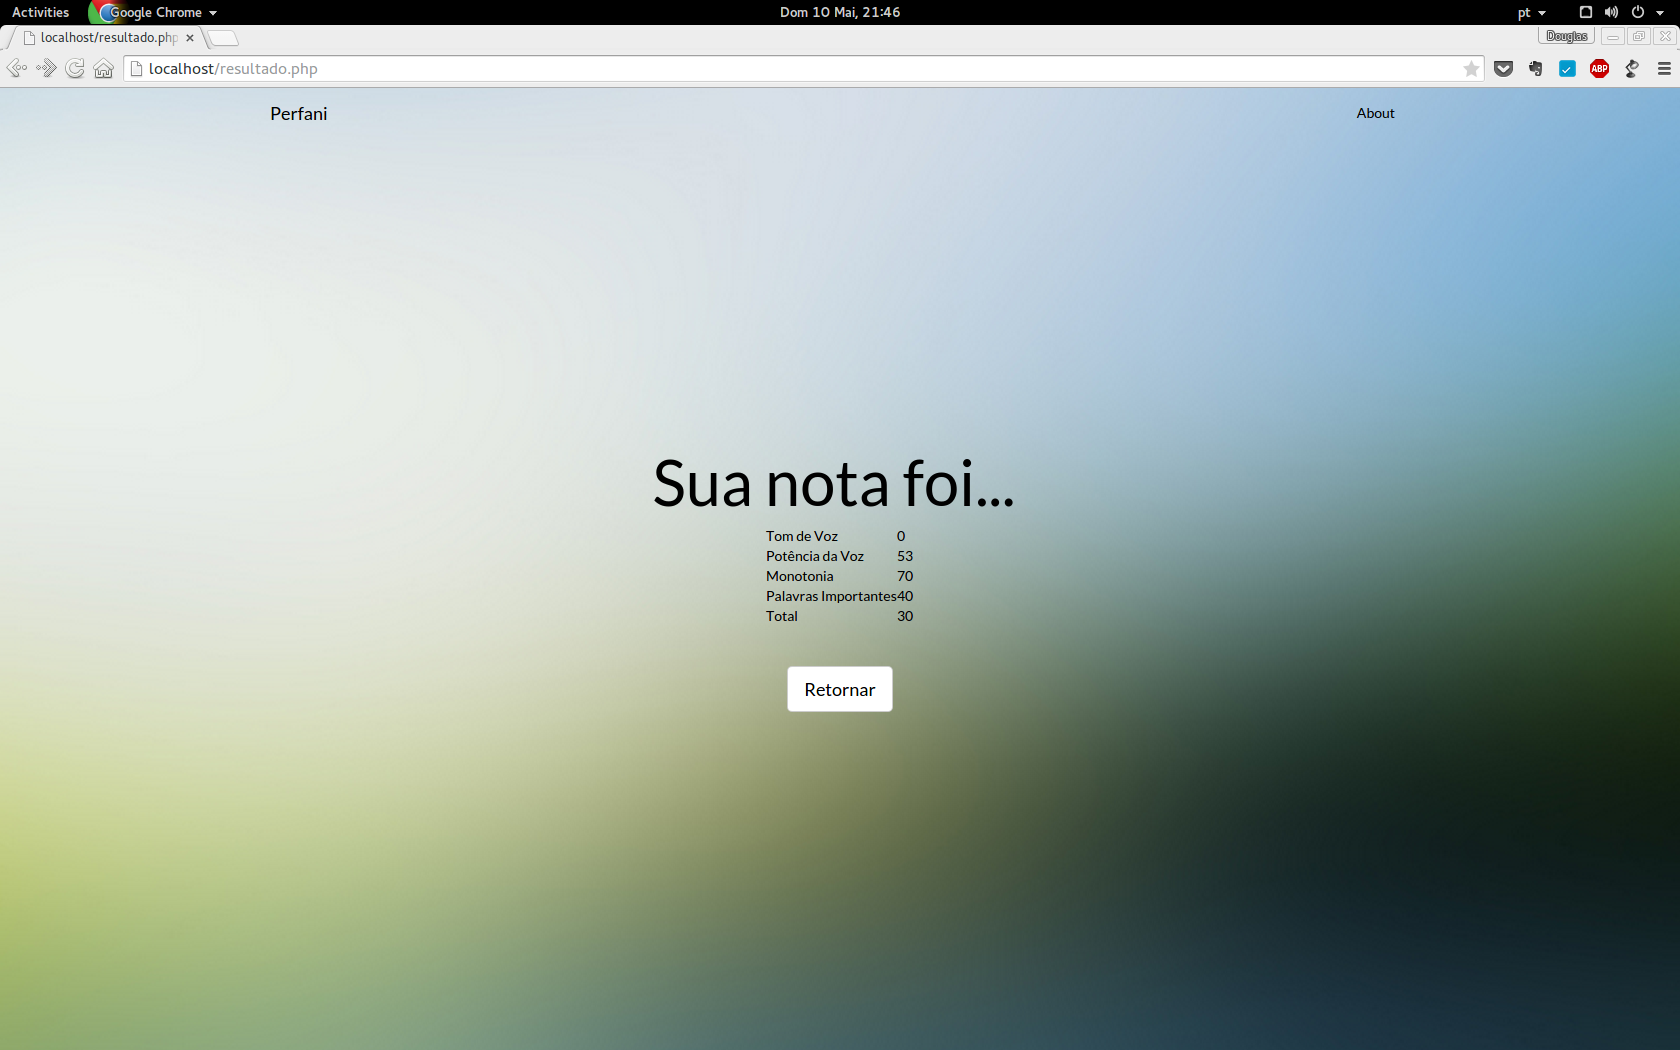 Activities Google Chrome Dom 10 Mai, 21:46 pt
localhost/resultado.php Douglas
localhost/resultado.php ABP
Perfani About
Sua nota foi...
Tom de Voz 0
Potência da Voz 53
Monotonia 70
Palavras Importantes 40
Total 30
Retornar